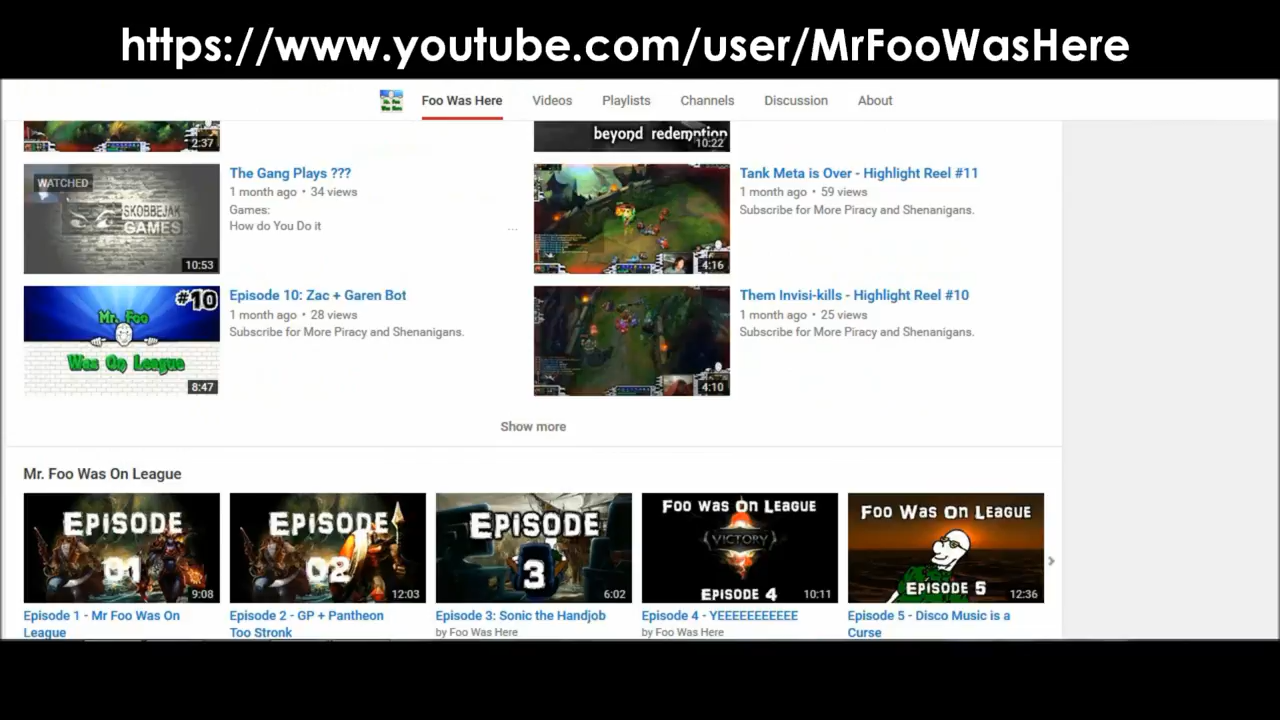 https://www.youtube.com/user/MrFooWasHere
Foo Was Here Videos Playlists Channels Discussion About
2:37
beyond redemption
10:22
WATCHED
SKOBBEJAK
GAMES
10:53
The Gang Plays ???
1 month ago • 34 views
Games:
How do You Do it
...
4:16
Tank Meta is Over - Highlight Reel #11
1 month ago • 59 views
Subscribe for More Piracy and Shenanigans.
#10
Mr. Foo
Was On League
8:47
Episode 10: Zac + Garen Bot
1 month ago • 28 views
Subscribe for More Piracy and Shenanigans.
4:10
Them Invisi-kills - Highlight Reel #10
1 month ago • 25 views
Subscribe for More Piracy and Shenanigans.
Show more
Mr. Foo Was On League
Episode
01
9:08
Episode 1 - Mr Foo Was On
League
Episode
02
12:03
Episode 2 - GP + Pantheon
Too Stronk
Episode
3
6:02
Episode 3: Sonic the Handjob
by Foo Was Here
Foo Was On League
VICTORY
Episode 4
10:11
Episode 4 - YEEEEEEEEEEE
by Foo Was Here
Foo Was On League
Episode 5
12:36
Episode 5 - Disco Music is a
Curse